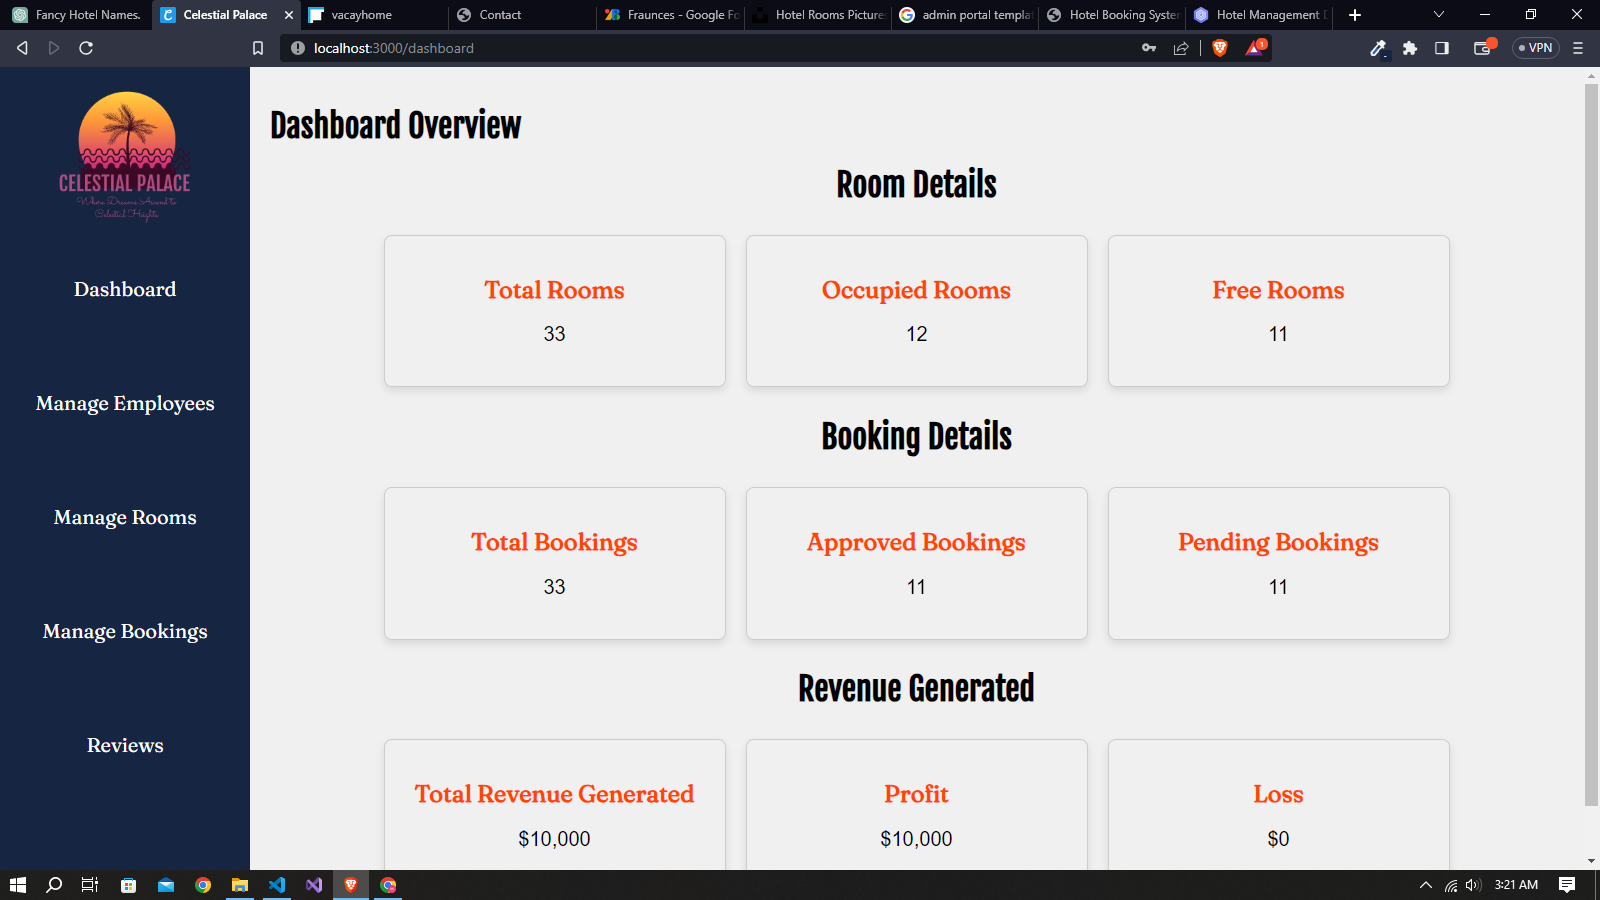 Fancy Hotel Names.
Celestial Palace
vacayhome
Contact
Fraunces - Google Fo
Hotel Rooms Picture
admin portal templat
Hotel Booking System
Hotel Management D
localhost:3000/dashboard
1
VPN
CELESTIAL PALACE
Where Dreams Ascend to
Celestial Heights
Dashboard
Manage Employees
Manage Rooms
Manage Bookings
Reviews
Dashboard Overview
Room Details
Total Rooms
Occupied Rooms
Free Rooms
33
12
11
Booking Details
Total Bookings
Approved Bookings
Pending Bookings
33
11
11
Revenue Generated
Total Revenue Generated
Profit
Loss
$10,000
$10,000
$0
3:21 AM